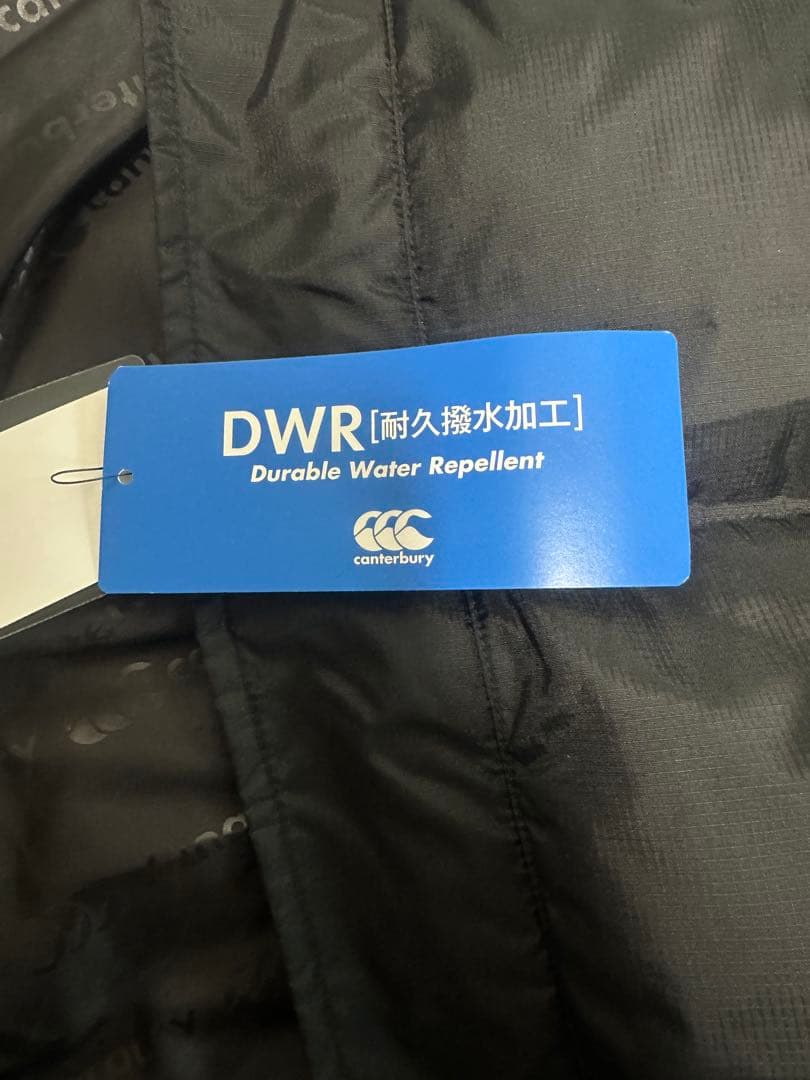 DWR[耐久撥水加工]
Durable Water Repellent
canterbury